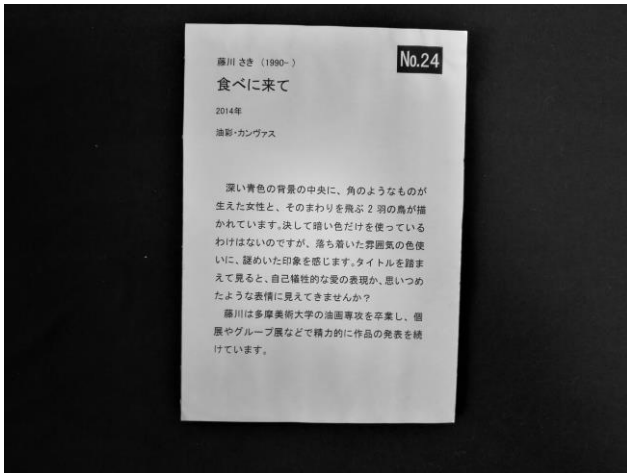 No.24
藤川 さき （1990- ）
食べに来て
2014年
油彩・カンヴァス
深い青色の背景の中央に、角のようなものが
生えた女性と、そのまわりを飛ぶ 2 羽の鳥が描
かれています。決して暗い色だけを使っている
わけはないのですが、落ち着いた雰囲気の色使
いに、謎めいた印象を感じます。タイトルを踏ま
えて見ると、自己犠牲的な愛の表現か、思いつめ
たような表情に見えてきませんか？
藤川は多摩美術大学の油画専攻を卒業し、個
展やグループ展などで精力的に作品の発表を続
けています。